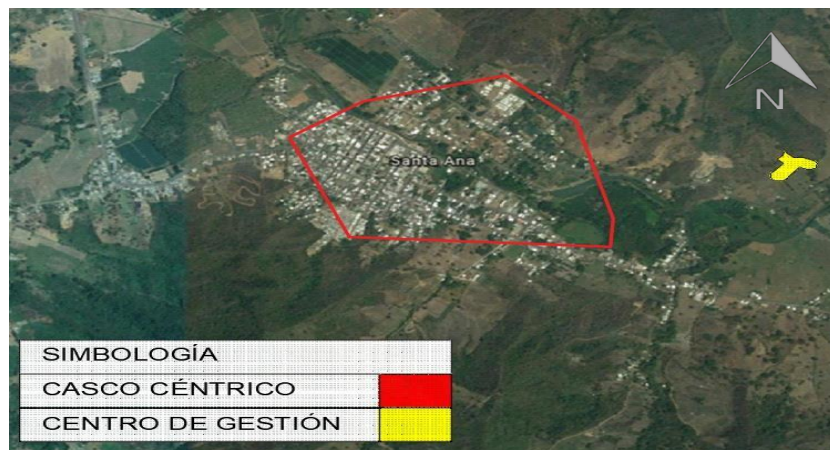 N
Santa Ana
SIMBOLOGÍA
CASCO CÉNTRICO
CENTRO DE GESTIÓN